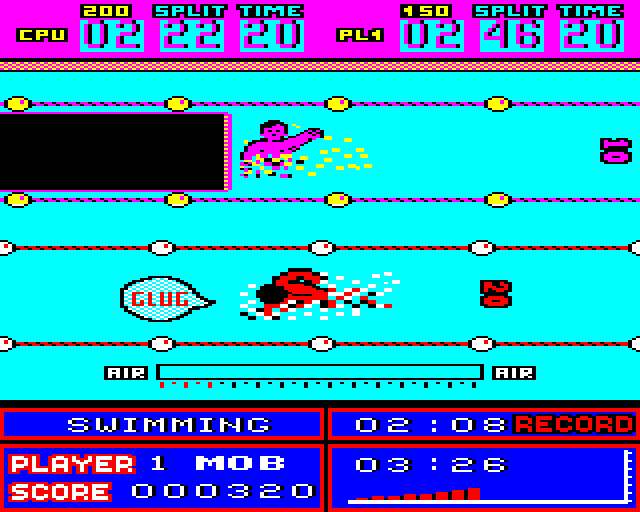 200 SPLIT TIME 150 SPLIT TIME
CPU 02 22 20 PL1 02 46 20
10
GLUG
20
AIR AIR
SWIMMING 02:08 RECORD
PLAYER 1 MOB 03:26
SCORE 000320